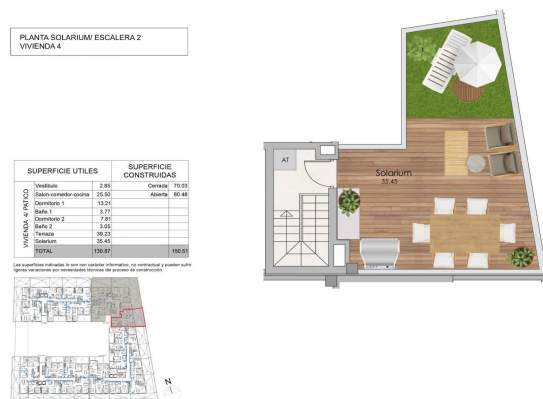 PLANTA SOLARIUM/ ESCALERA 2
VIVIENDA 4
SUPERFICIE UTILES SUPERFICIE CONSTRUIDAS
VIVIENDA 4/ PATICO
Vestibulo 2.85 Cerrada 70.03
Salon-comedor-cocina 25.50 Abierta 80.48
Dormitorio 1 13.21
Baño 1 3.77
Dormitorio 2 7.81
Baño 2 3.05
Terraza 39.23
Solarium 35.45
TOTAL 130.87 150.51
Las superficies indicadas lo son con carácter informativo, no contractual y pueden sufrir
ligeras variaciones por necesidades técnicas del proceso de construcción.
AT
Solarium
35.45
N